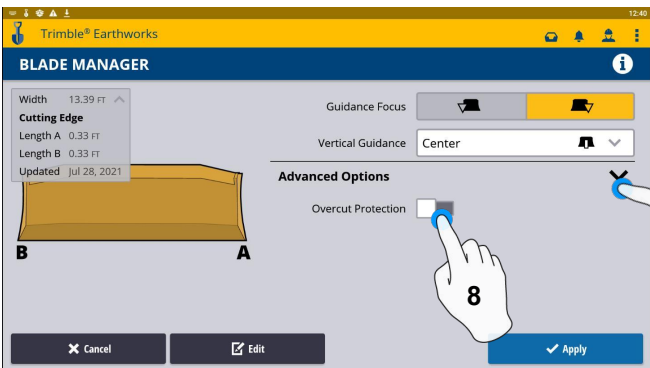 12:40
Trimble® Earthworks
BLADE MANAGER
Width 13.39 FT
Cutting Edge
Length A 0.33 FT
Length B 0.33 FT
Updated Jul 28, 2021
B A
Guidance Focus
Vertical Guidance Center
Advanced Options
Overcut Protection
8
Cancel Edit Apply